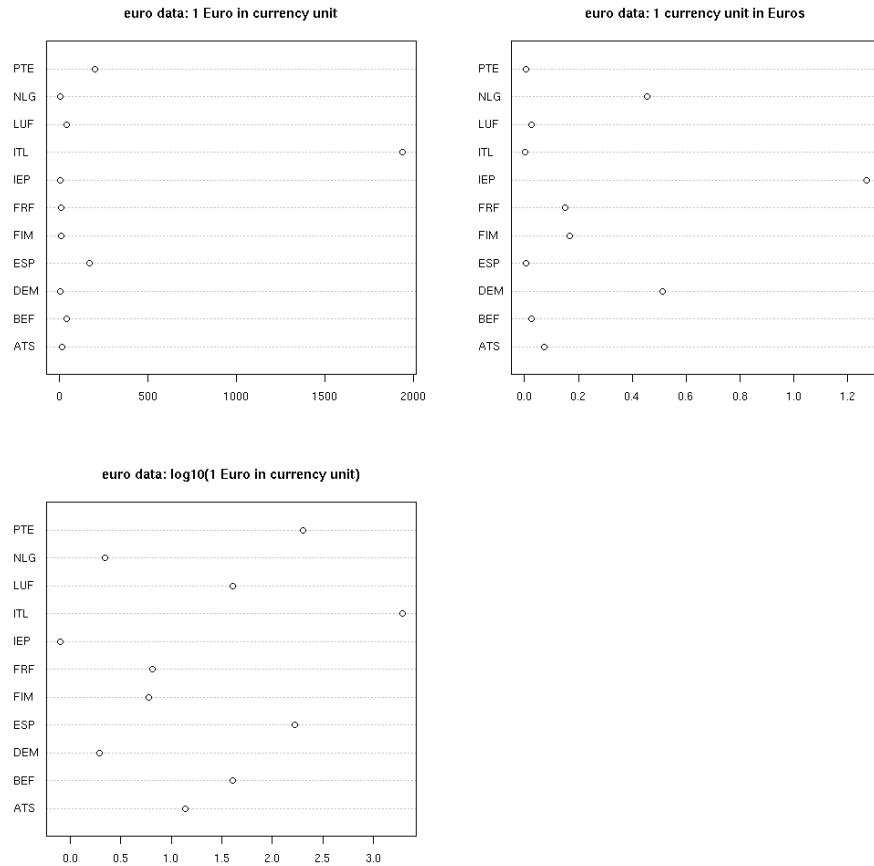 euro data: 1 Euro in currency unit
PTE
NLG
LUF
ITL
IEP
FRF
FIM
ESP
DEM
BEF
ATS
0 500 1000 1500 2000
euro data: 1 currency unit in Euros
PTE
NLG
LUF
ITL
IEP
FRF
FIM
ESP
DEM
BEF
ATS
0.0 0.2 0.4 0.6 0.8 1.0 1.2
euro data: log10(1 Euro in currency unit)
PTE
NLG
LUF
ITL
IEP
FRF
FIM
ESP
DEM
BEF
ATS
0.0 0.5 1.0 1.5 2.0 2.5 3.0